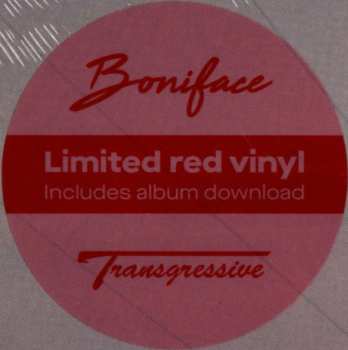 Boniface
Limited red vinyl
Includes album download
Transgressive